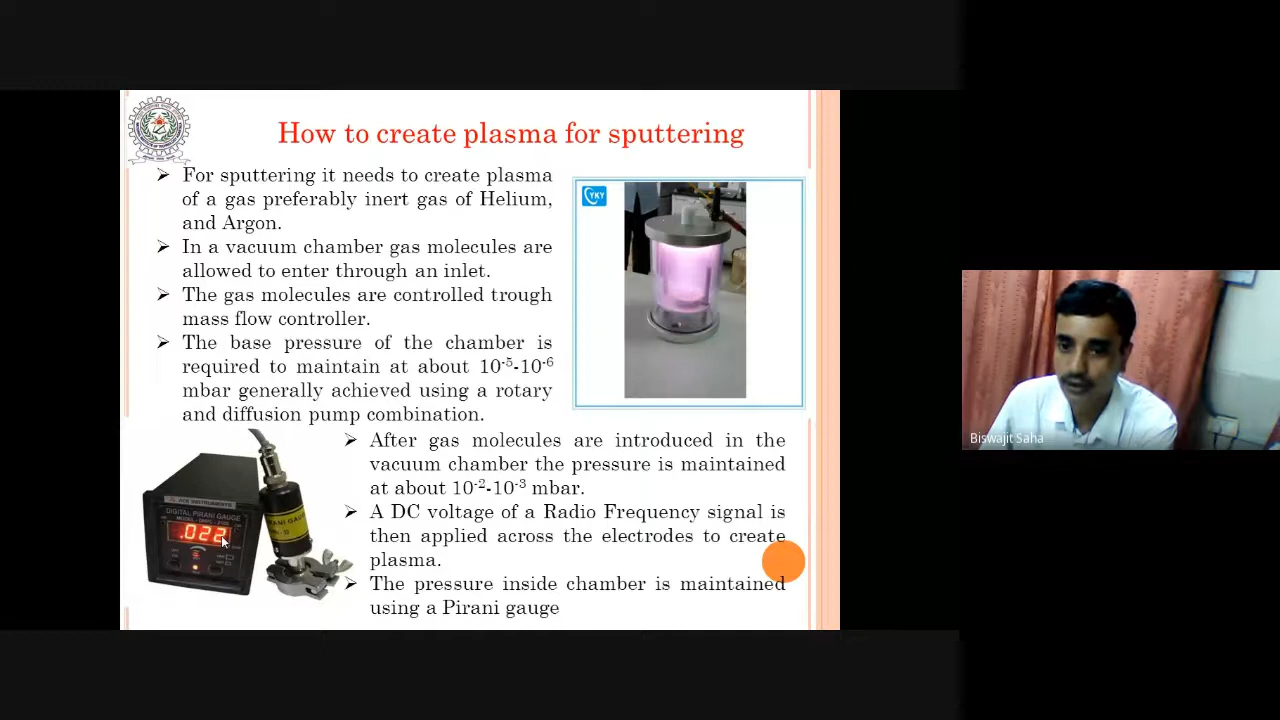 How to create plasma for sputtering
➢ For sputtering it needs to create plasma
of a gas preferably inert gas of Helium,
and Argon.
➢ In a vacuum chamber gas molecules are
allowed to enter through an inlet.
➢ The gas molecules are controlled trough
mass flow controller.
➢ The base pressure of the chamber is
required to maintain at about 10⁻⁵-10⁻⁶
mbar generally achieved using a rotary
and diffusion pump combination.
➢ After gas molecules are introduced in the
vacuum chamber the pressure is maintained
at about 10⁻²-10⁻³ mbar.
➢ A DC voltage of a Radio Frequency signal is
then applied across the electrodes to create
plasma.
➢ The pressure inside chamber is maintained
using a Pirani gauge
CYKY
INSTRUMENTS
DIGITAL PIRANI GAUGE
.022
PIRANI GAUGE
Biswajit Saha